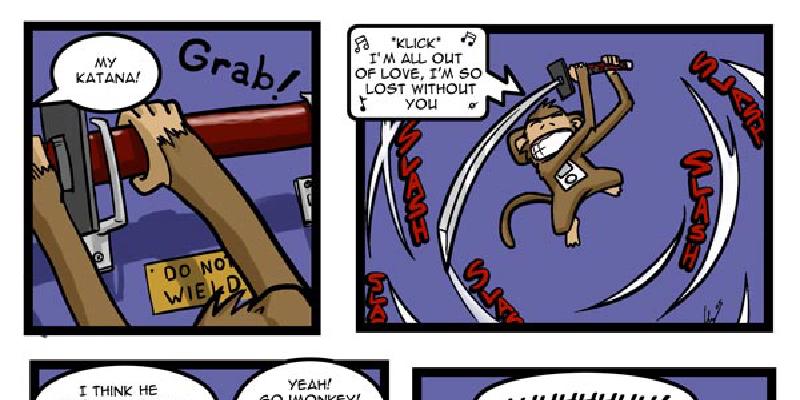 MY
KATANA!
Grab!
DO NOT
WIELD
*KLICK*
I'M ALL OUT
OF LOVE, I'M SO
LOST WITHOUT
YOU
SLASH
SLASH
SLASH
SLASH
SLA
I THINK HE
YEAH!
GO MONKEY!